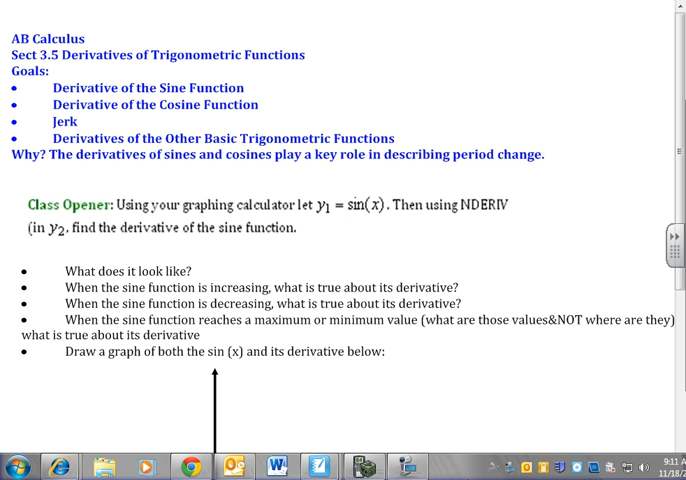 AB Calculus
Sect 3.5 Derivatives of Trigonometric Functions
Goals:
• Derivative of the Sine Function
• Derivative of the Cosine Function
• Jerk
• Derivatives of the Other Basic Trigonometric Functions
Why? The derivatives of sines and cosines play a key role in describing period change.
Class Opener: Using your graphing calculator let y₁ = sin(x). Then using NDERIV
(in y₂, find the derivative of the sine function.
• What does it look like?
• When the sine function is increasing, what is true about its derivative?
• When the sine function is decreasing, what is true about its derivative?
• When the sine function reaches a maximum or minimum value (what are those values&NOT where are they)
what is true about its derivative
• Draw a graph of both the sin (x) and its derivative below:
9:11 A
11/18/2